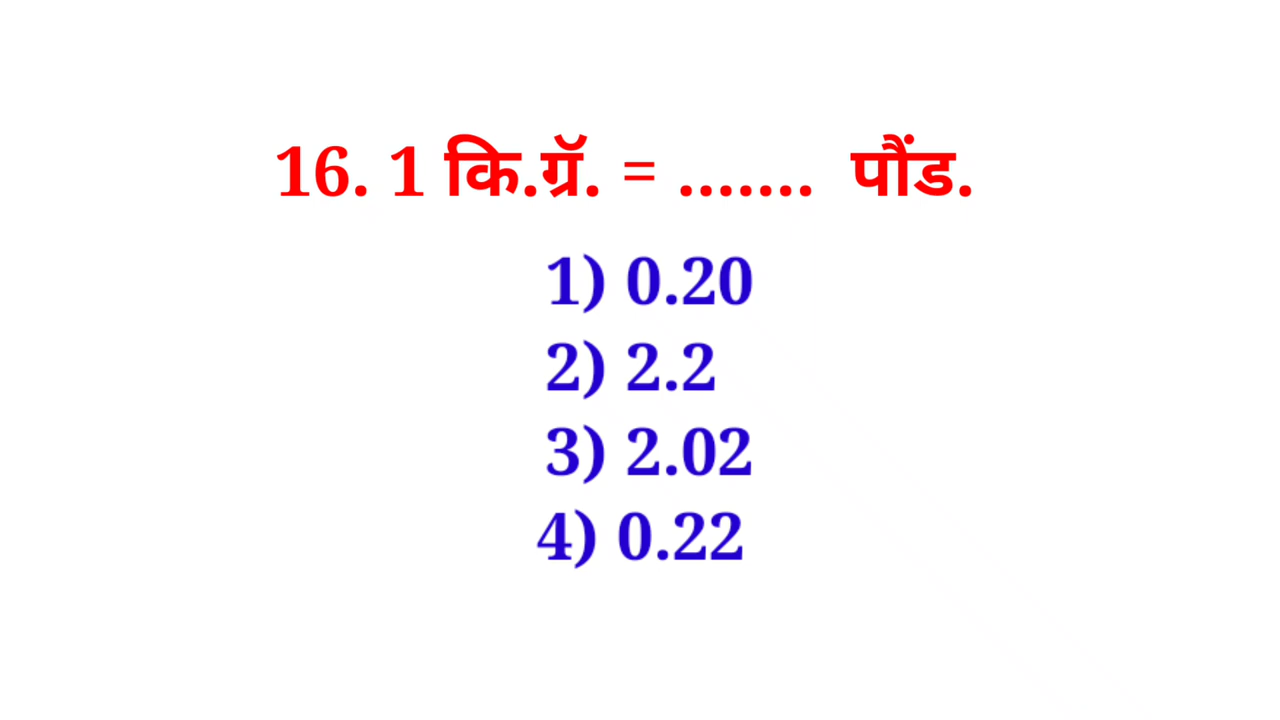 16. 1 कि.ग्रॅ. = ....... पौंड.
1) 0.20
2) 2.2
3) 2.02
4) 0.22